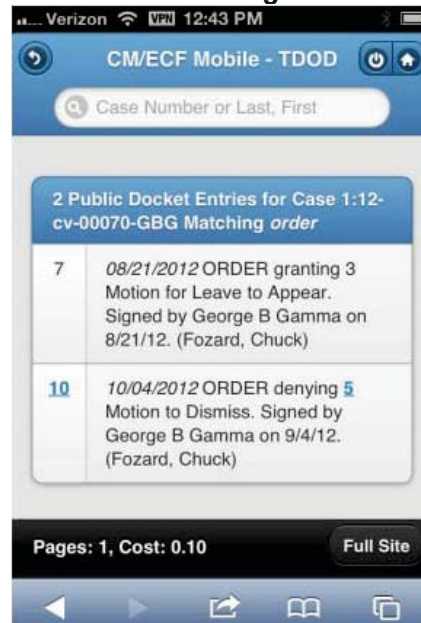 Verizon VPN 12:43 PM
CM/ECF Mobile - TDOD
Case Number or Last, First
2 Public Docket Entries for Case 1:12-
cv-00070-GBG Matching order
7 08/21/2012 ORDER granting 3
Motion for Leave to Appear.
Signed by George B Gamma on
8/21/12. (Fozard, Chuck)
10 10/04/2012 ORDER denying 5
Motion to Dismiss. Signed by
George B Gamma on 9/4/12.
(Fozard, Chuck)
Pages: 1, Cost: 0.10 Full Site